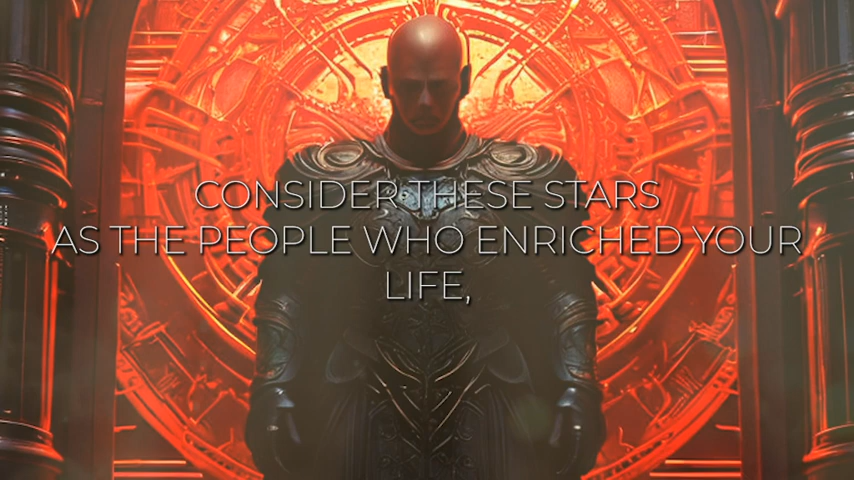 CONSIDER THESE STARS
AS THE PEOPLE WHO ENRICHED YOUR
LIFE,